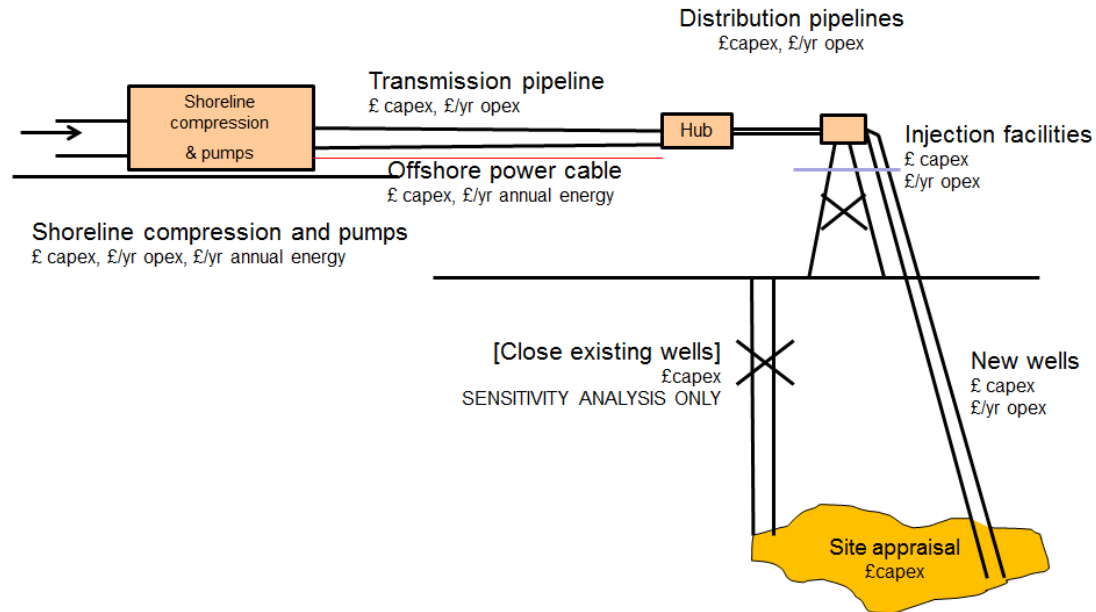 Distribution pipelines
£capex, £/yr opex
Transmission pipeline
£ capex, £/yr opex
Shoreline
compression
& pumps
Hub
Injection facilities
£ capex
£/yr opex
Offshore power cable
£ capex, £/yr annual energy
Shoreline compression and pumps
£ capex, £/yr opex, £/yr annual energy
[Close existing wells]
£capex
SENSITIVITY ANALYSIS ONLY
New wells
£ capex
£/yr opex
Site appraisal
£capex